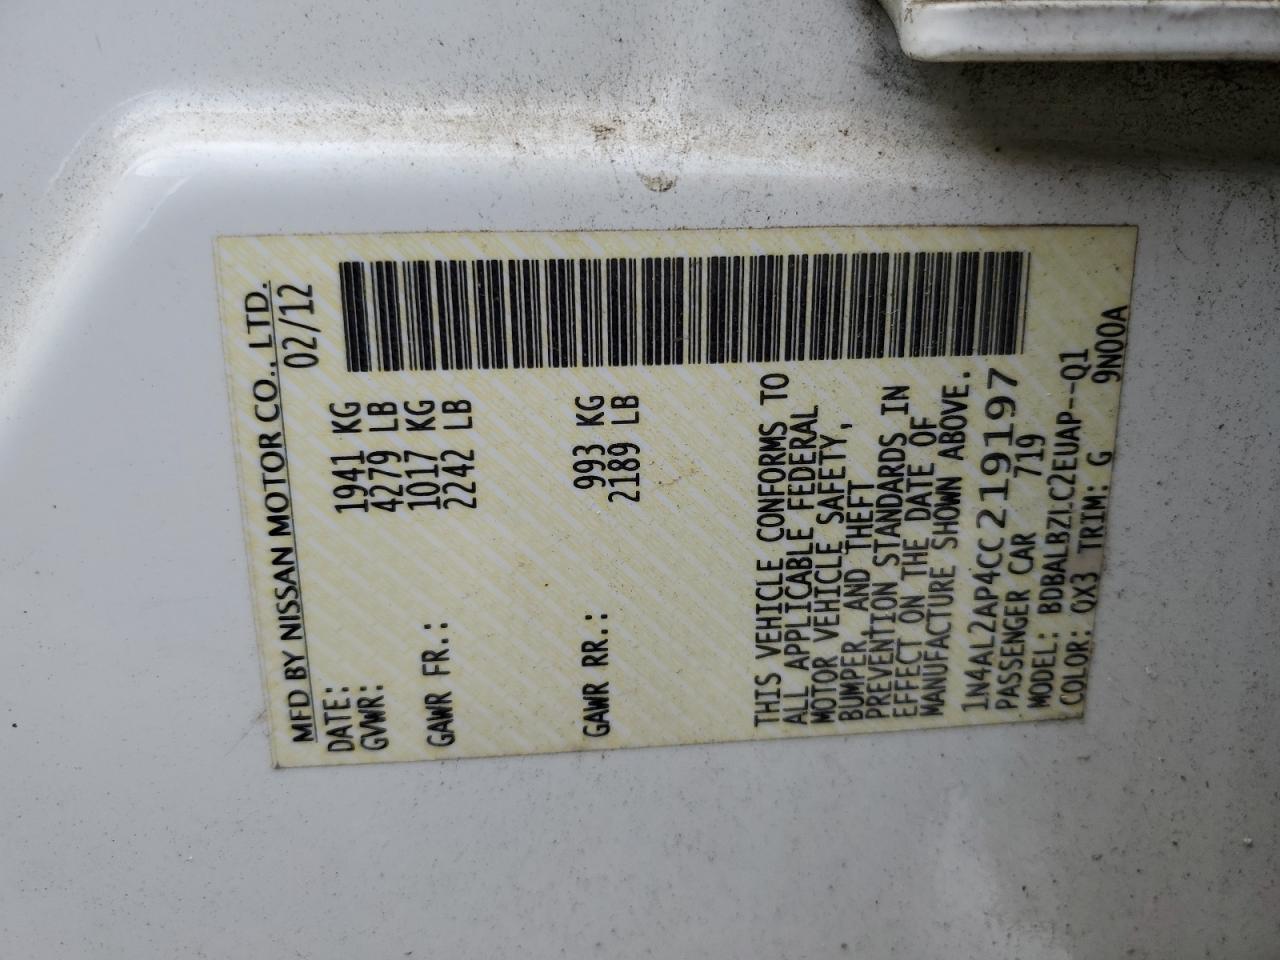 MFD BY NISSAN MOTOR CO., LTD.
DATE: 02/12
GVWR: 1941 KG
4279 LB
GAWR FR.: 1017 KG
2242 LB
GAWR RR.: 993 KG
2189 LB
THIS VEHICLE CONFORMS TO
ALL APPLICABLE FEDERAL
MOTOR VEHICLE SAFETY,
BUMPER, AND THEFT
PREVENTION STANDARDS IN
EFFECT ON THE DATE OF
MANUFACTURE SHOWN ABOVE.
1N4AL2AP4CC219197
PASSENGER CAR 719
MODEL: BDBALBZLC2EUAP--Q1
COLOR: QX3 TRIM: G 9N00A